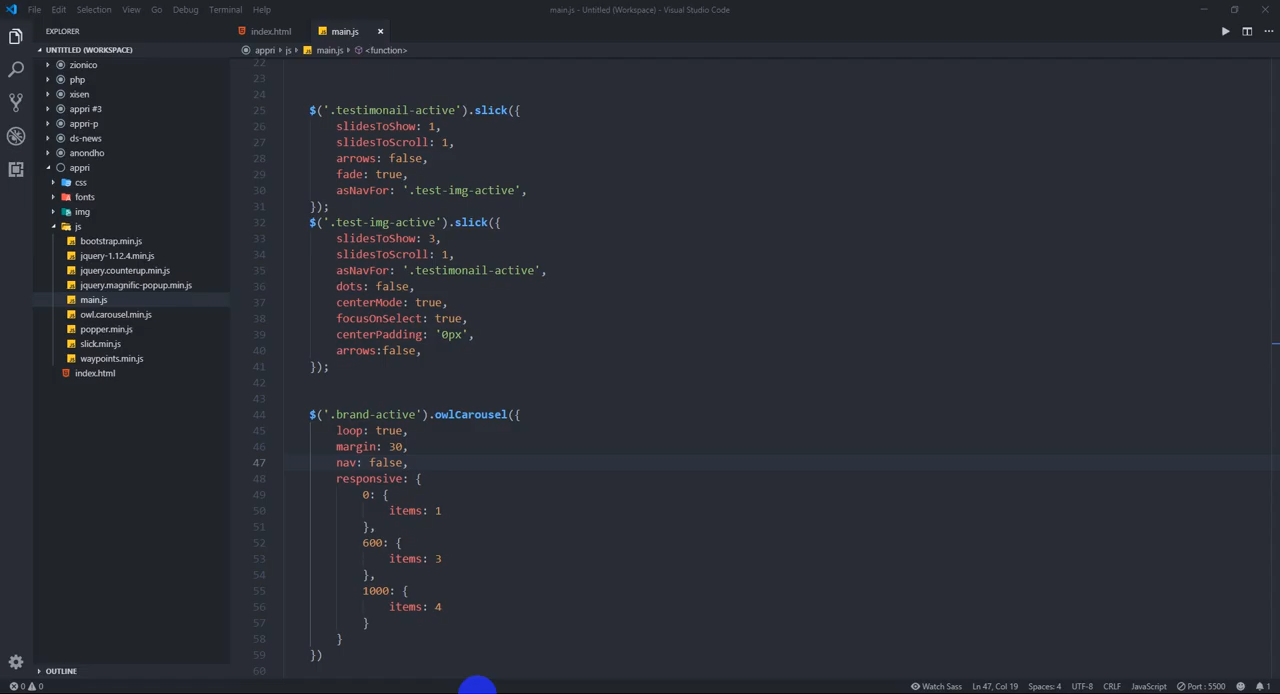 File Edit Selection View Go Debug Terminal Help
main.js - Untitled (Workspace) - Visual Studio Code
EXPLORER
UNTITLED (WORKSPACE)
zionico
php
xisen
appri #3
appri-p
ds-news
anondho
appri
css
fonts
img
js
bootstrap.min.js
jquery-1.12.4.min.js
jquery.counterup.min.js
jquery.magnific-popup.min.js
main.js
owl.carousel.min.js
popper.min.js
slick.min.js
waypoints.min.js
index.html
OUTLINE
index.html
main.js
appri js main.js <function>
22
23
24
25 $('.testimonail-active').slick({
26 slidesToShow: 1,
27 slidesToScroll: 1,
28 arrows: false,
29 fade: true,
30 asNavFor: '.test-img-active',
31 });
32 $('.test-img-active').slick({
33 slidesToShow: 3,
34 slidesToScroll: 1,
35 asNavFor: '.testimonail-active',
36 dots: false,
37 centerMode: true,
38 focusOnSelect: true,
39 centerPadding: '0px',
40 arrows:false,
41 });
42
43
44 $('.brand-active').owlCarousel({
45 loop: true,
46 margin: 30,
47 nav: false,
48 responsive: {
49 0: {
50 items: 1
51 },
52 600: {
53 items: 3
54 },
55 1000: {
56 items: 4
57 }
58 }
59 })
60
0 0
Watch Sass Ln 47, Col 19 Spaces: 4 UTF-8 CRLF JavaScript Port : 5500 1